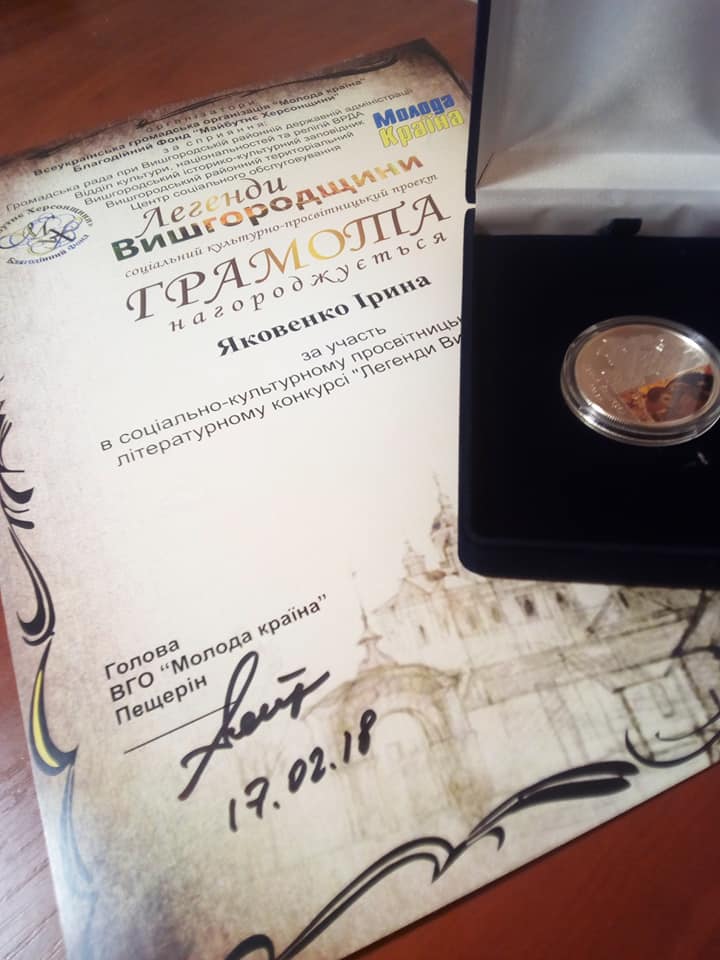 організатори
Всеукраїнська громадська організація "Молода країна"
Благодійний Фонд "Майбутнє Херсонщини"
за сприяння:
Громадська рада при Вишгородській районній державній адміністрації
Відділ культури, національностей та релігій ВРДА
Вишгородський історико-культурний заповідник
Вишгородський районний територіальний
Центр соціального обслуговування
Молода
Країна
Легенди
Вишгородщини
соціальний культурно-просвітницький проект
ГРАМОТА
нагороджується
Яковенко Ірина
за участь
в соціально-культурному просвітниць
літературному конкурсі "Легенди Ви
Голова
ВГО “Молода країна”
Пещерін
17.02.18